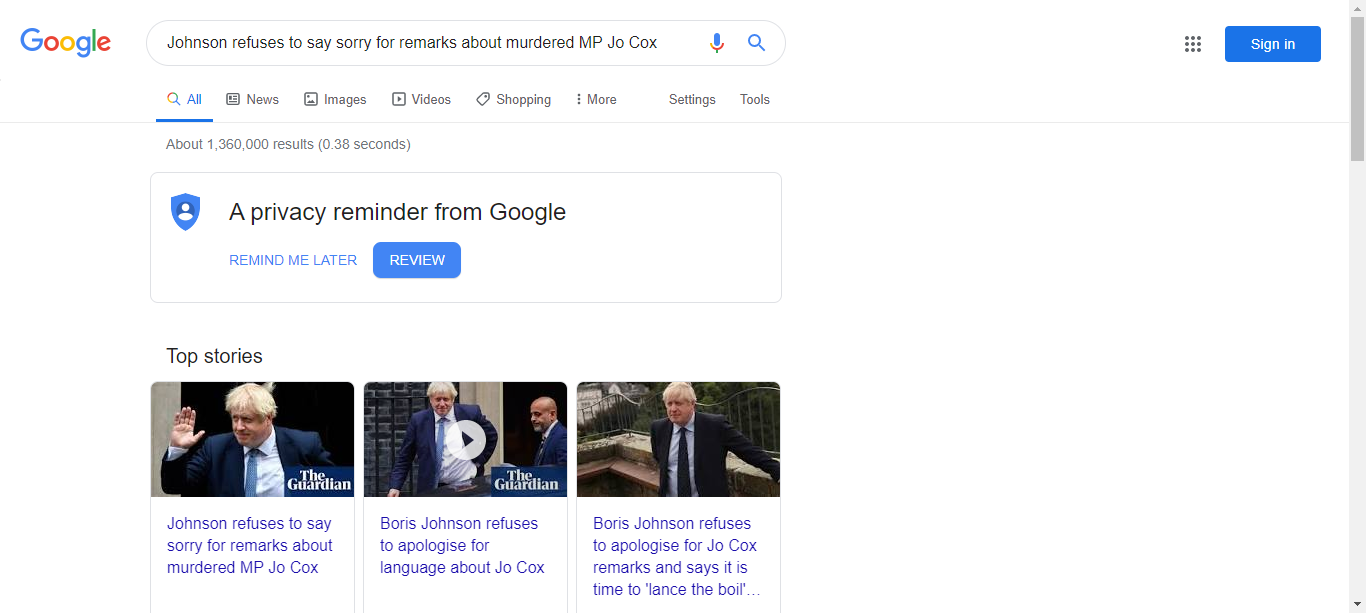 Google
Johnson refuses to say sorry for remarks about murdered MP Jo Cox
Sign in
All
News
Images
Videos
Shopping
More
Settings
Tools
About 1,360,000 results (0.38 seconds)
A privacy reminder from Google
REMIND ME LATER
REVIEW
Top stories
The
Guardian
Johnson refuses to say
sorry for remarks about
murdered MP Jo Cox
The
Guardian
Boris Johnson refuses
to apologise for
language about Jo Cox
Boris Johnson refuses
to apologise for Jo Cox
remarks and says it is
time to 'lance the boil'…